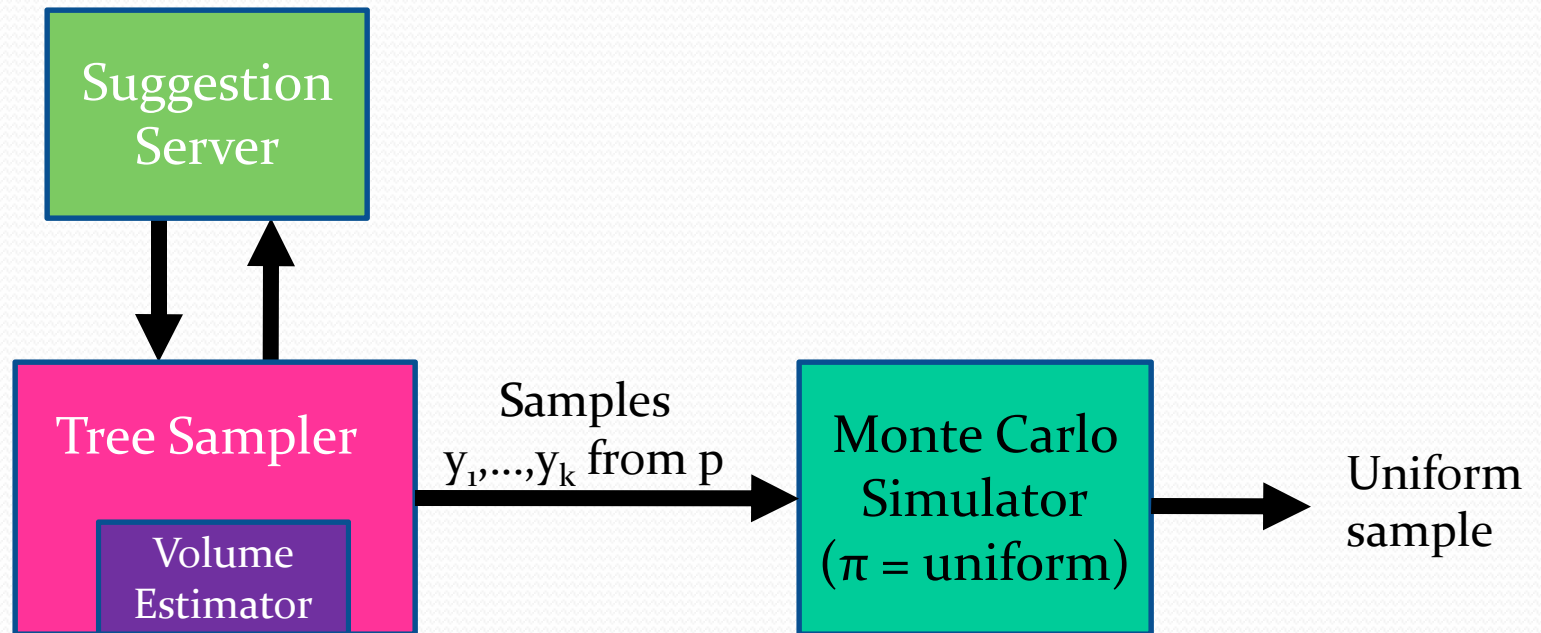 Suggestion
Server
Tree Sampler
Volume
Estimator
Samples
y₁,...,yₖ from p
Monte Carlo
Simulator
(π = uniform)
Uniform
sample